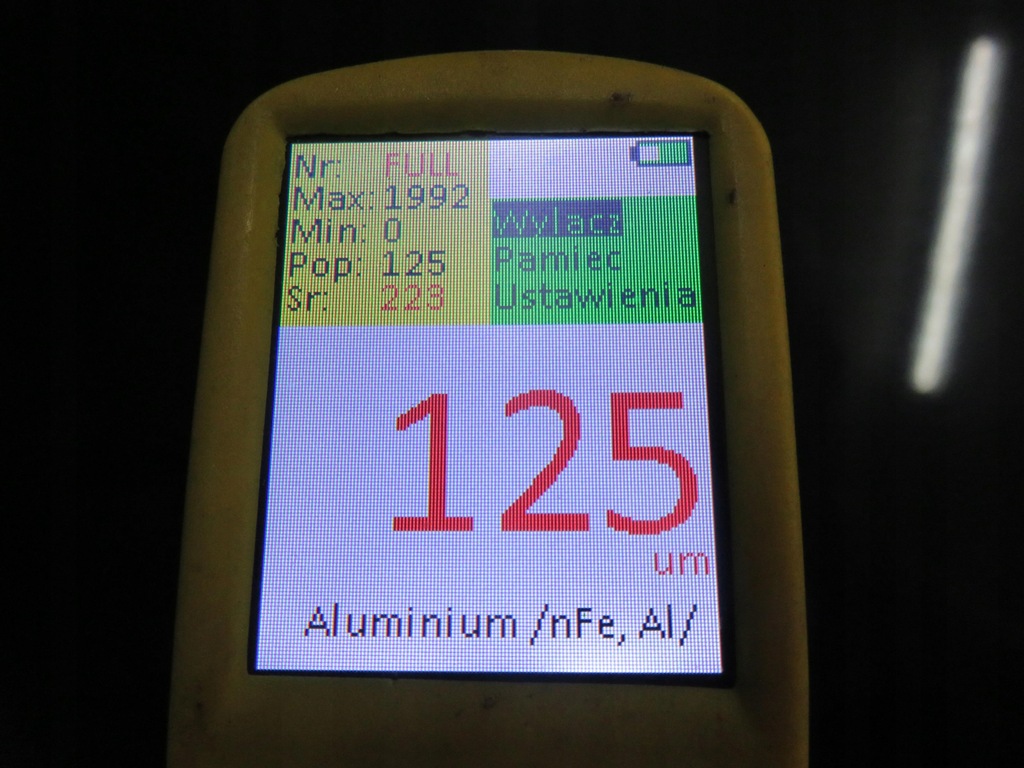 Nr: FULL
Max: 1992
Min: 0
Pop: 125
Sr: 223
Wylacz
Pamiec
Ustawienia
125
um
Aluminium /nFe, Al/